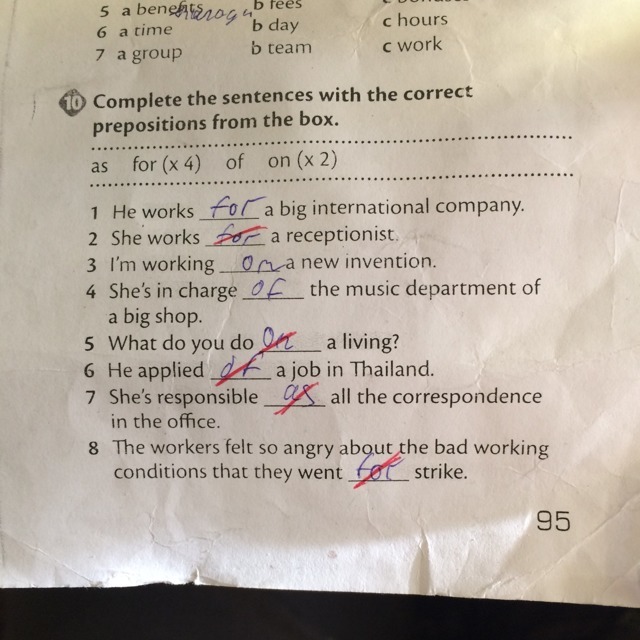 5 a benefits b fees
6 a time b day c hours
7 a group b team c work
10 Complete the sentences with the correct
prepositions from the box.
as for (x 4) of on (x 2)
1 He works for a big international company.
2 She works for a receptionist.
3 I'm working on a new invention.
4 She's in charge of the music department of
a big shop.
5 What do you do on a living?
6 He applied of a job in Thailand.
7 She's responsible as all the correspondence
in the office.
8 The workers felt so angry about the bad working
conditions that they went for strike.
95